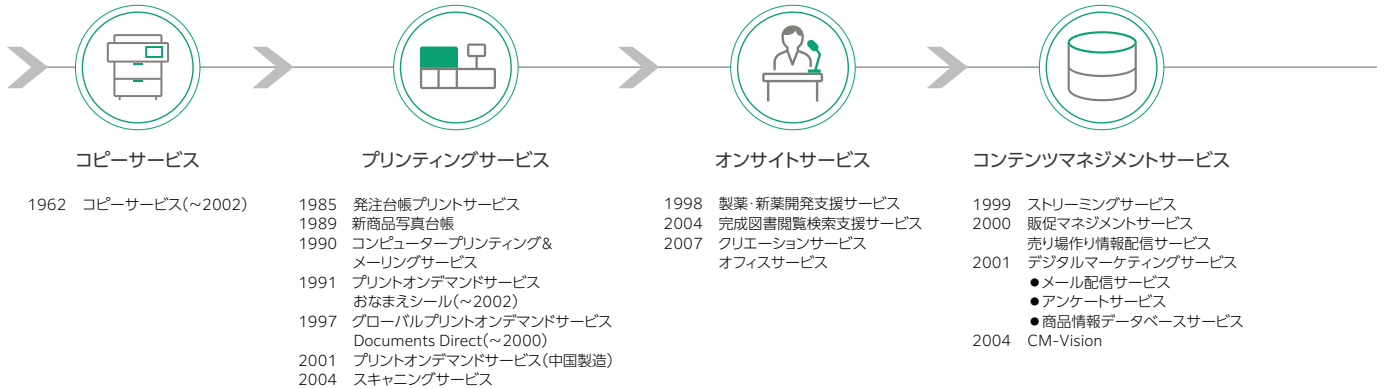 コピーサービス
1962 コピーサービス(～2002)
プリンティングサービス
1985 発注台帳プリントサービス
1989 新商品写真台帳
1990 コンピュータープリンティング＆
メーリングサービス
1991 プリントオンデマンドサービス
おなまえシール(～2002)
1997 グローバルプリントオンデマンドサービス
Documents Direct(～2000)
2001 プリントオンデマンドサービス(中国製造)
2004 スキャニングサービス
オンサイトサービス
1998 製薬・新薬開発支援サービス
2004 完成図書閲覧検索支援サービス
2007 クリエーションサービス
オフィスサービス
コンテンツマネジメントサービス
1999 ストリーミングサービス
2000 販促マネジメントサービス
売り場作り情報配信サービス
2001 デジタルマーケティングサービス
●メール配信サービス
●アンケートサービス
●商品情報データベースサービス
2004 CM-Vision